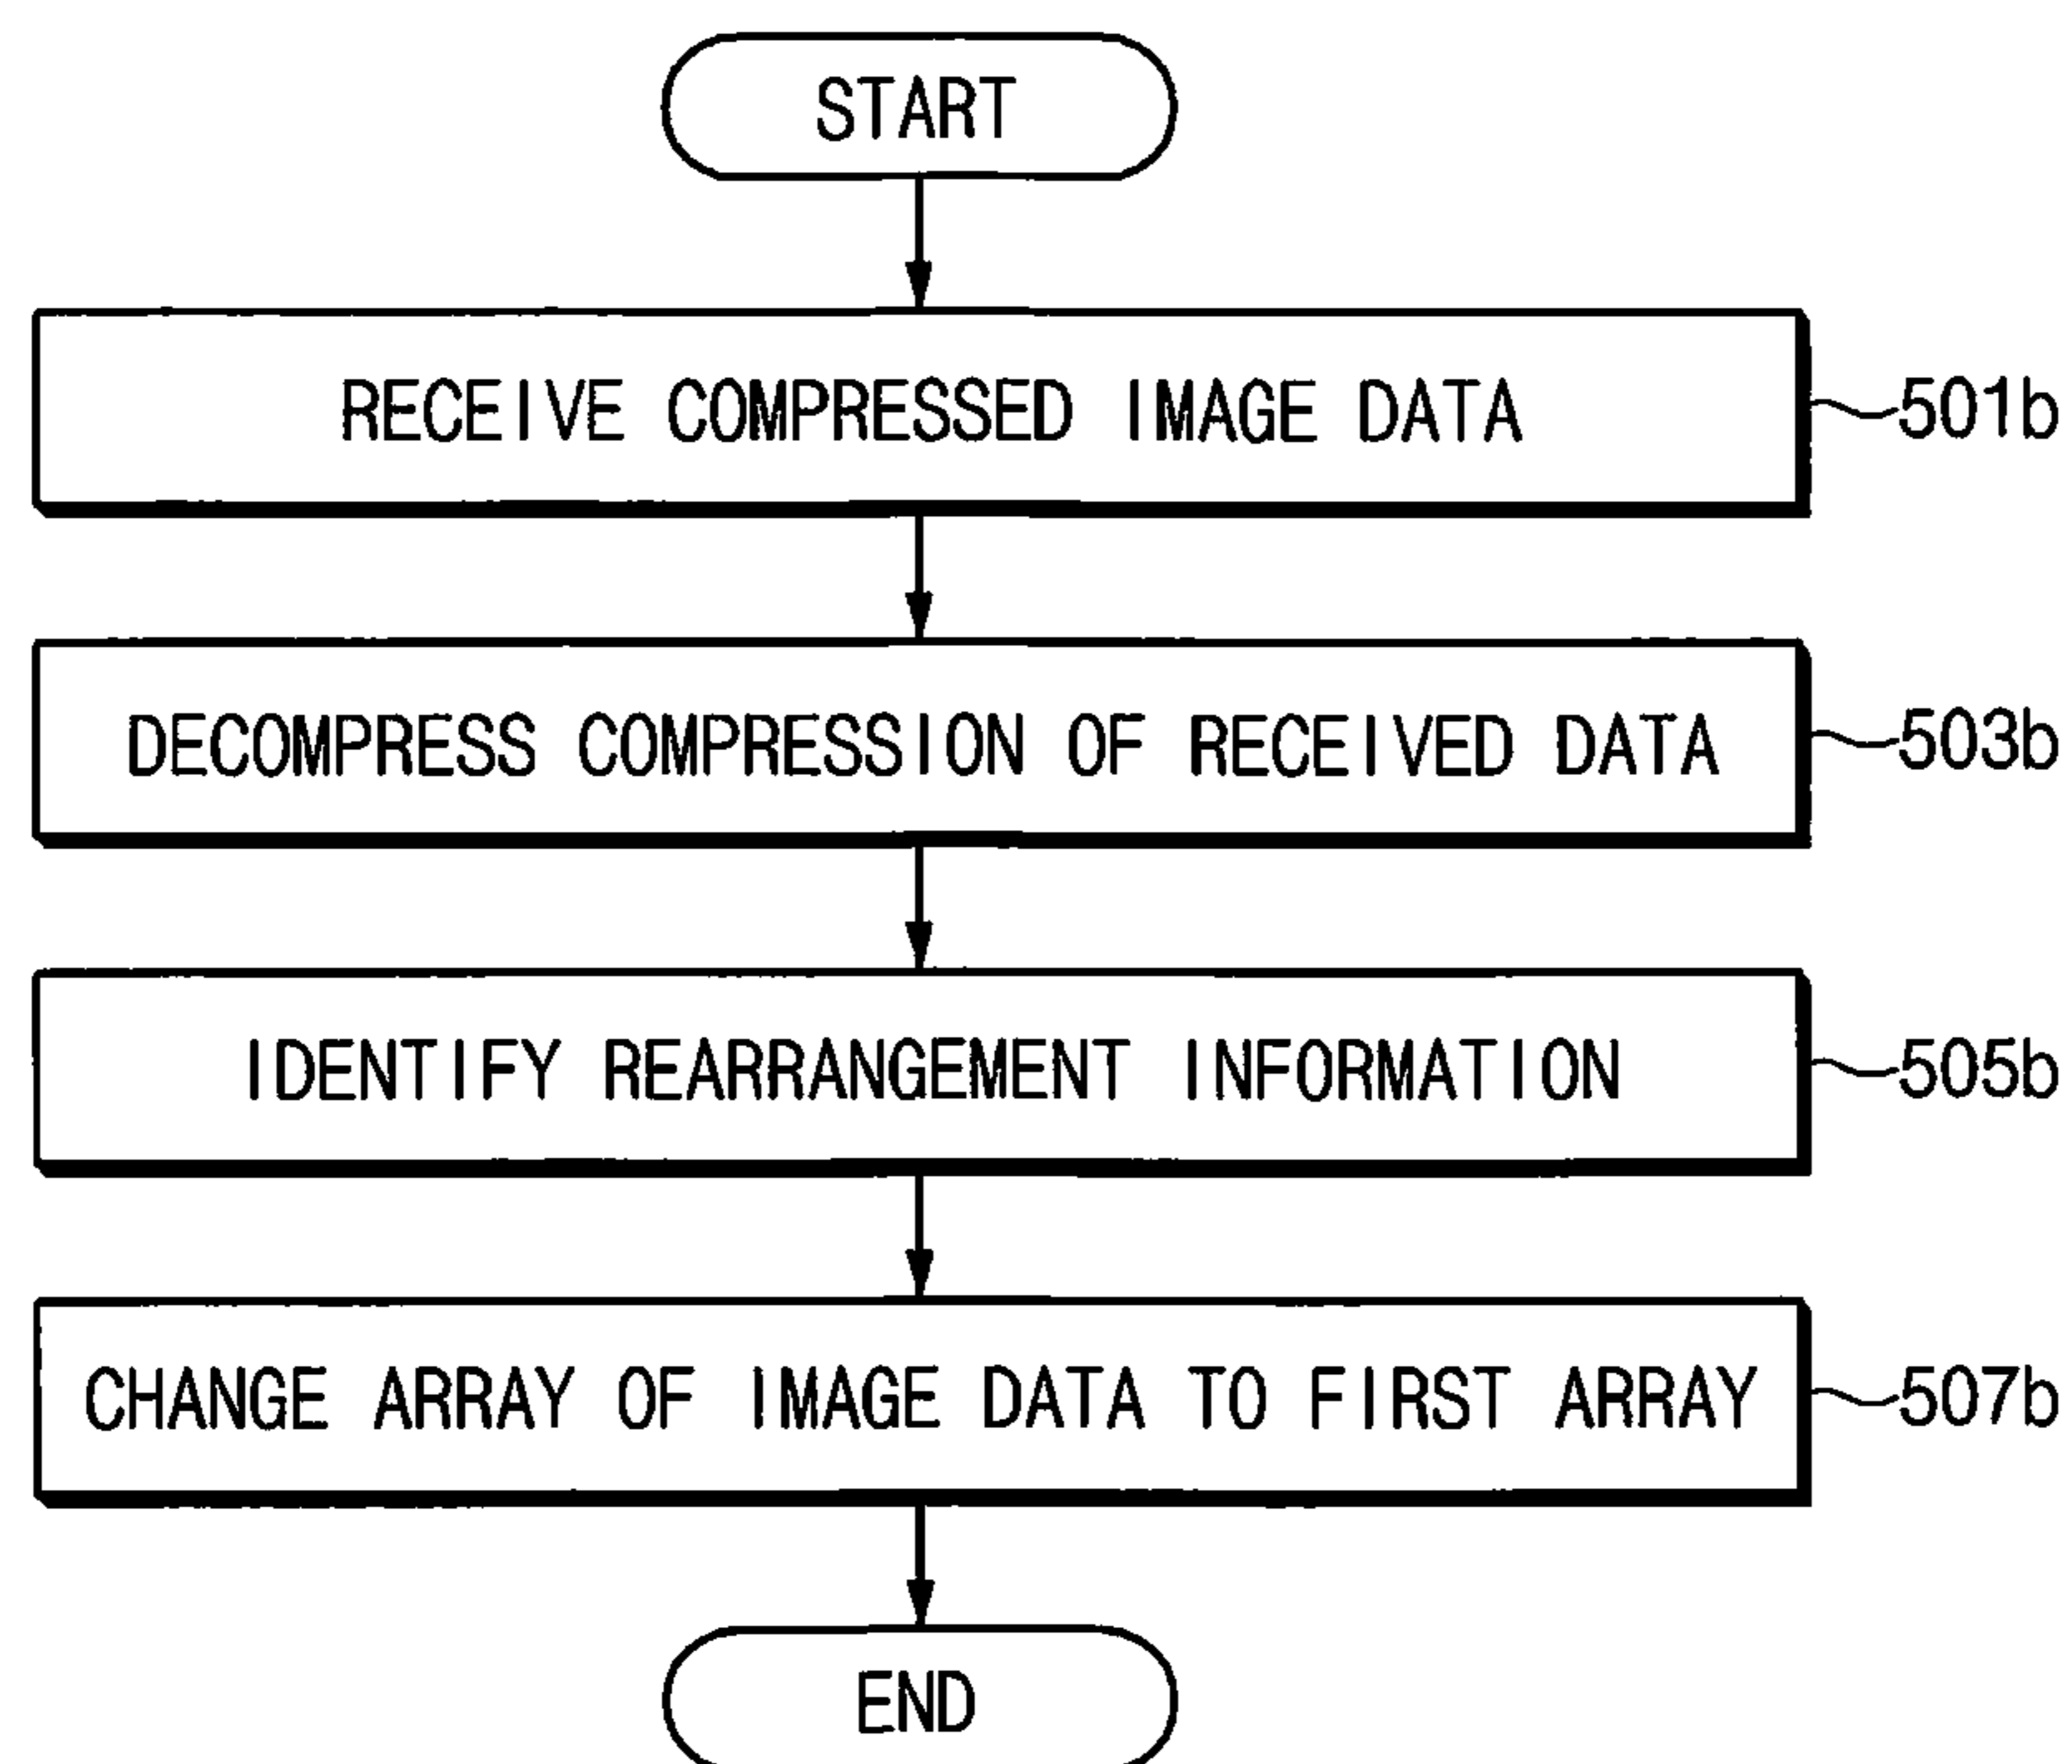 START
RECEIVE COMPRESSED IMAGE DATA
501b
DECOMPRESS COMPRESSION OF RECEIVED DATA
503b
IDENTIFY REARRANGEMENT INFORMATION
505b
CHANGE ARRAY OF IMAGE DATA TO FIRST ARRAY
507b
END